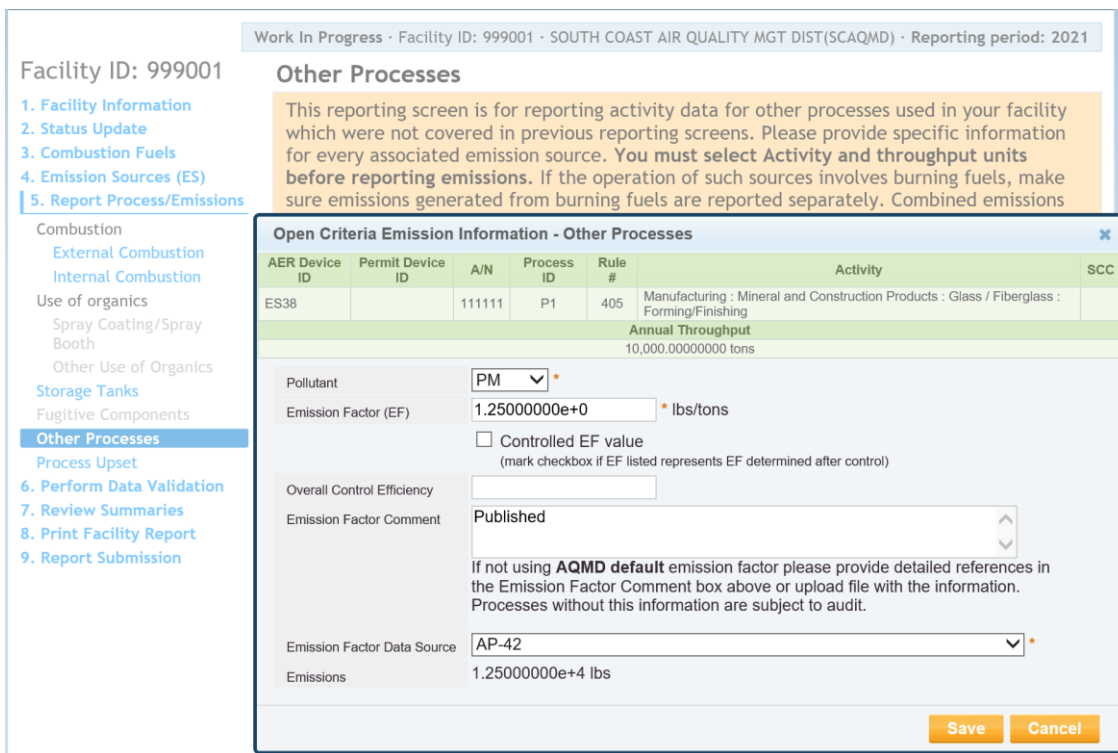 Work In Progress · Facility ID: 999001 · SOUTH COAST AIR QUALITY MGT DIST(SCAQMD) · Reporting period: 2021
Facility ID: 999001
1. Facility Information
2. Status Update
3. Combustion Fuels
4. Emission Sources (ES)
5. Report Process/Emissions
Combustion
External Combustion
Internal Combustion
Use of organics
Spray Coating/Spray
Booth
Other Use of Organics
Storage Tanks
Fugitive Components
Other Processes
Process Upset
6. Perform Data Validation
7. Review Summaries
8. Print Facility Report
9. Report Submission
Other Processes
This reporting screen is for reporting activity data for other processes used in your facility
which were not covered in previous reporting screens. Please provide specific information
for every associated emission source. You must select Activity and throughput units
before reporting emissions. If the operation of such sources involves burning fuels, make
sure emissions generated from burning fuels are reported separately. Combined emissions
Open Criteria Emission Information - Other Processes
AER Device ID Permit Device ID A/N Process ID Rule # Activity SCC
ES38 111111 P1 405 Manufacturing : Mineral and Construction Products : Glass / Fiberglass :
Forming/Finishing
Annual Throughput
10,000.00000000 tons
Pollutant PM *
Emission Factor (EF) 1.25000000e+0 * lbs/tons
Controlled EF value
(mark checkbox if EF listed represents EF determined after control)
Overall Control Efficiency
Emission Factor Comment Published
If not using AQMD default emission factor please provide detailed references in
the Emission Factor Comment box above or upload file with the information.
Processes without this information are subject to audit.
Emission Factor Data Source AP-42 *
Emissions 1.25000000e+4 lbs
Save Cancel